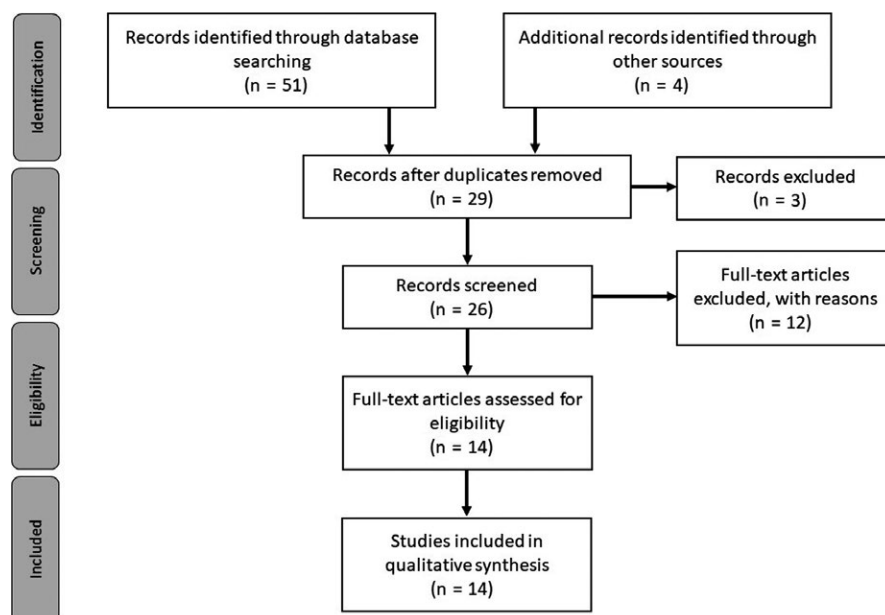 Identification
Records identified through database
searching
(n = 51)
Additional records identified through
other sources
(n = 4)
Screening
Records after duplicates removed
(n = 29)
Records excluded
(n = 3)
Records screened
(n = 26)
Full-text articles
excluded, with reasons
(n = 12)
Eligibility
Full-text articles assessed for
eligibility
(n = 14)
Included
Studies included in
qualitative synthesis
(n = 14)